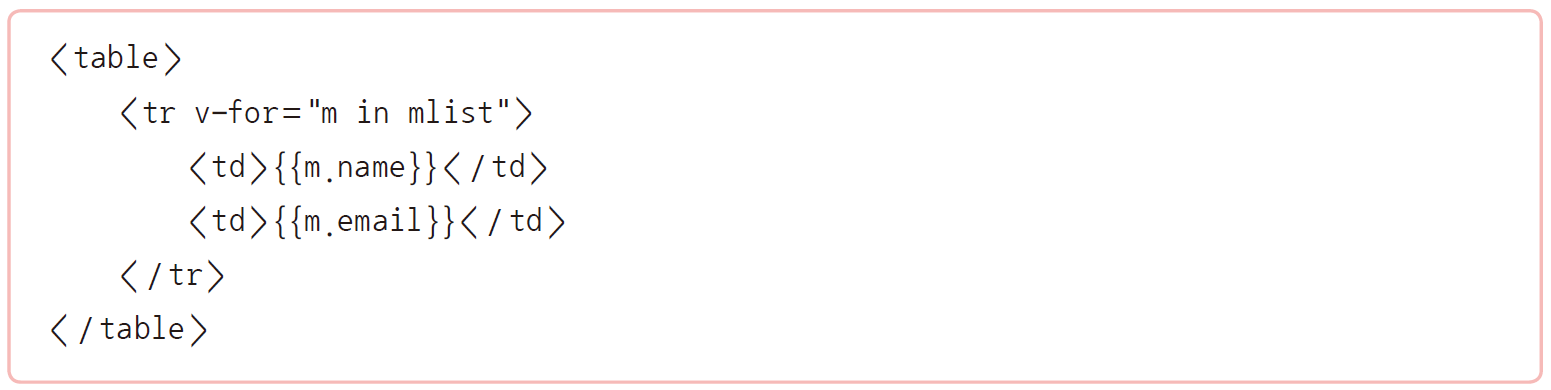 <table>
<tr v-for="m in mlist">
<td>{{m.name}}</td>
<td>{{m.email}}</td>
</tr>
</table>